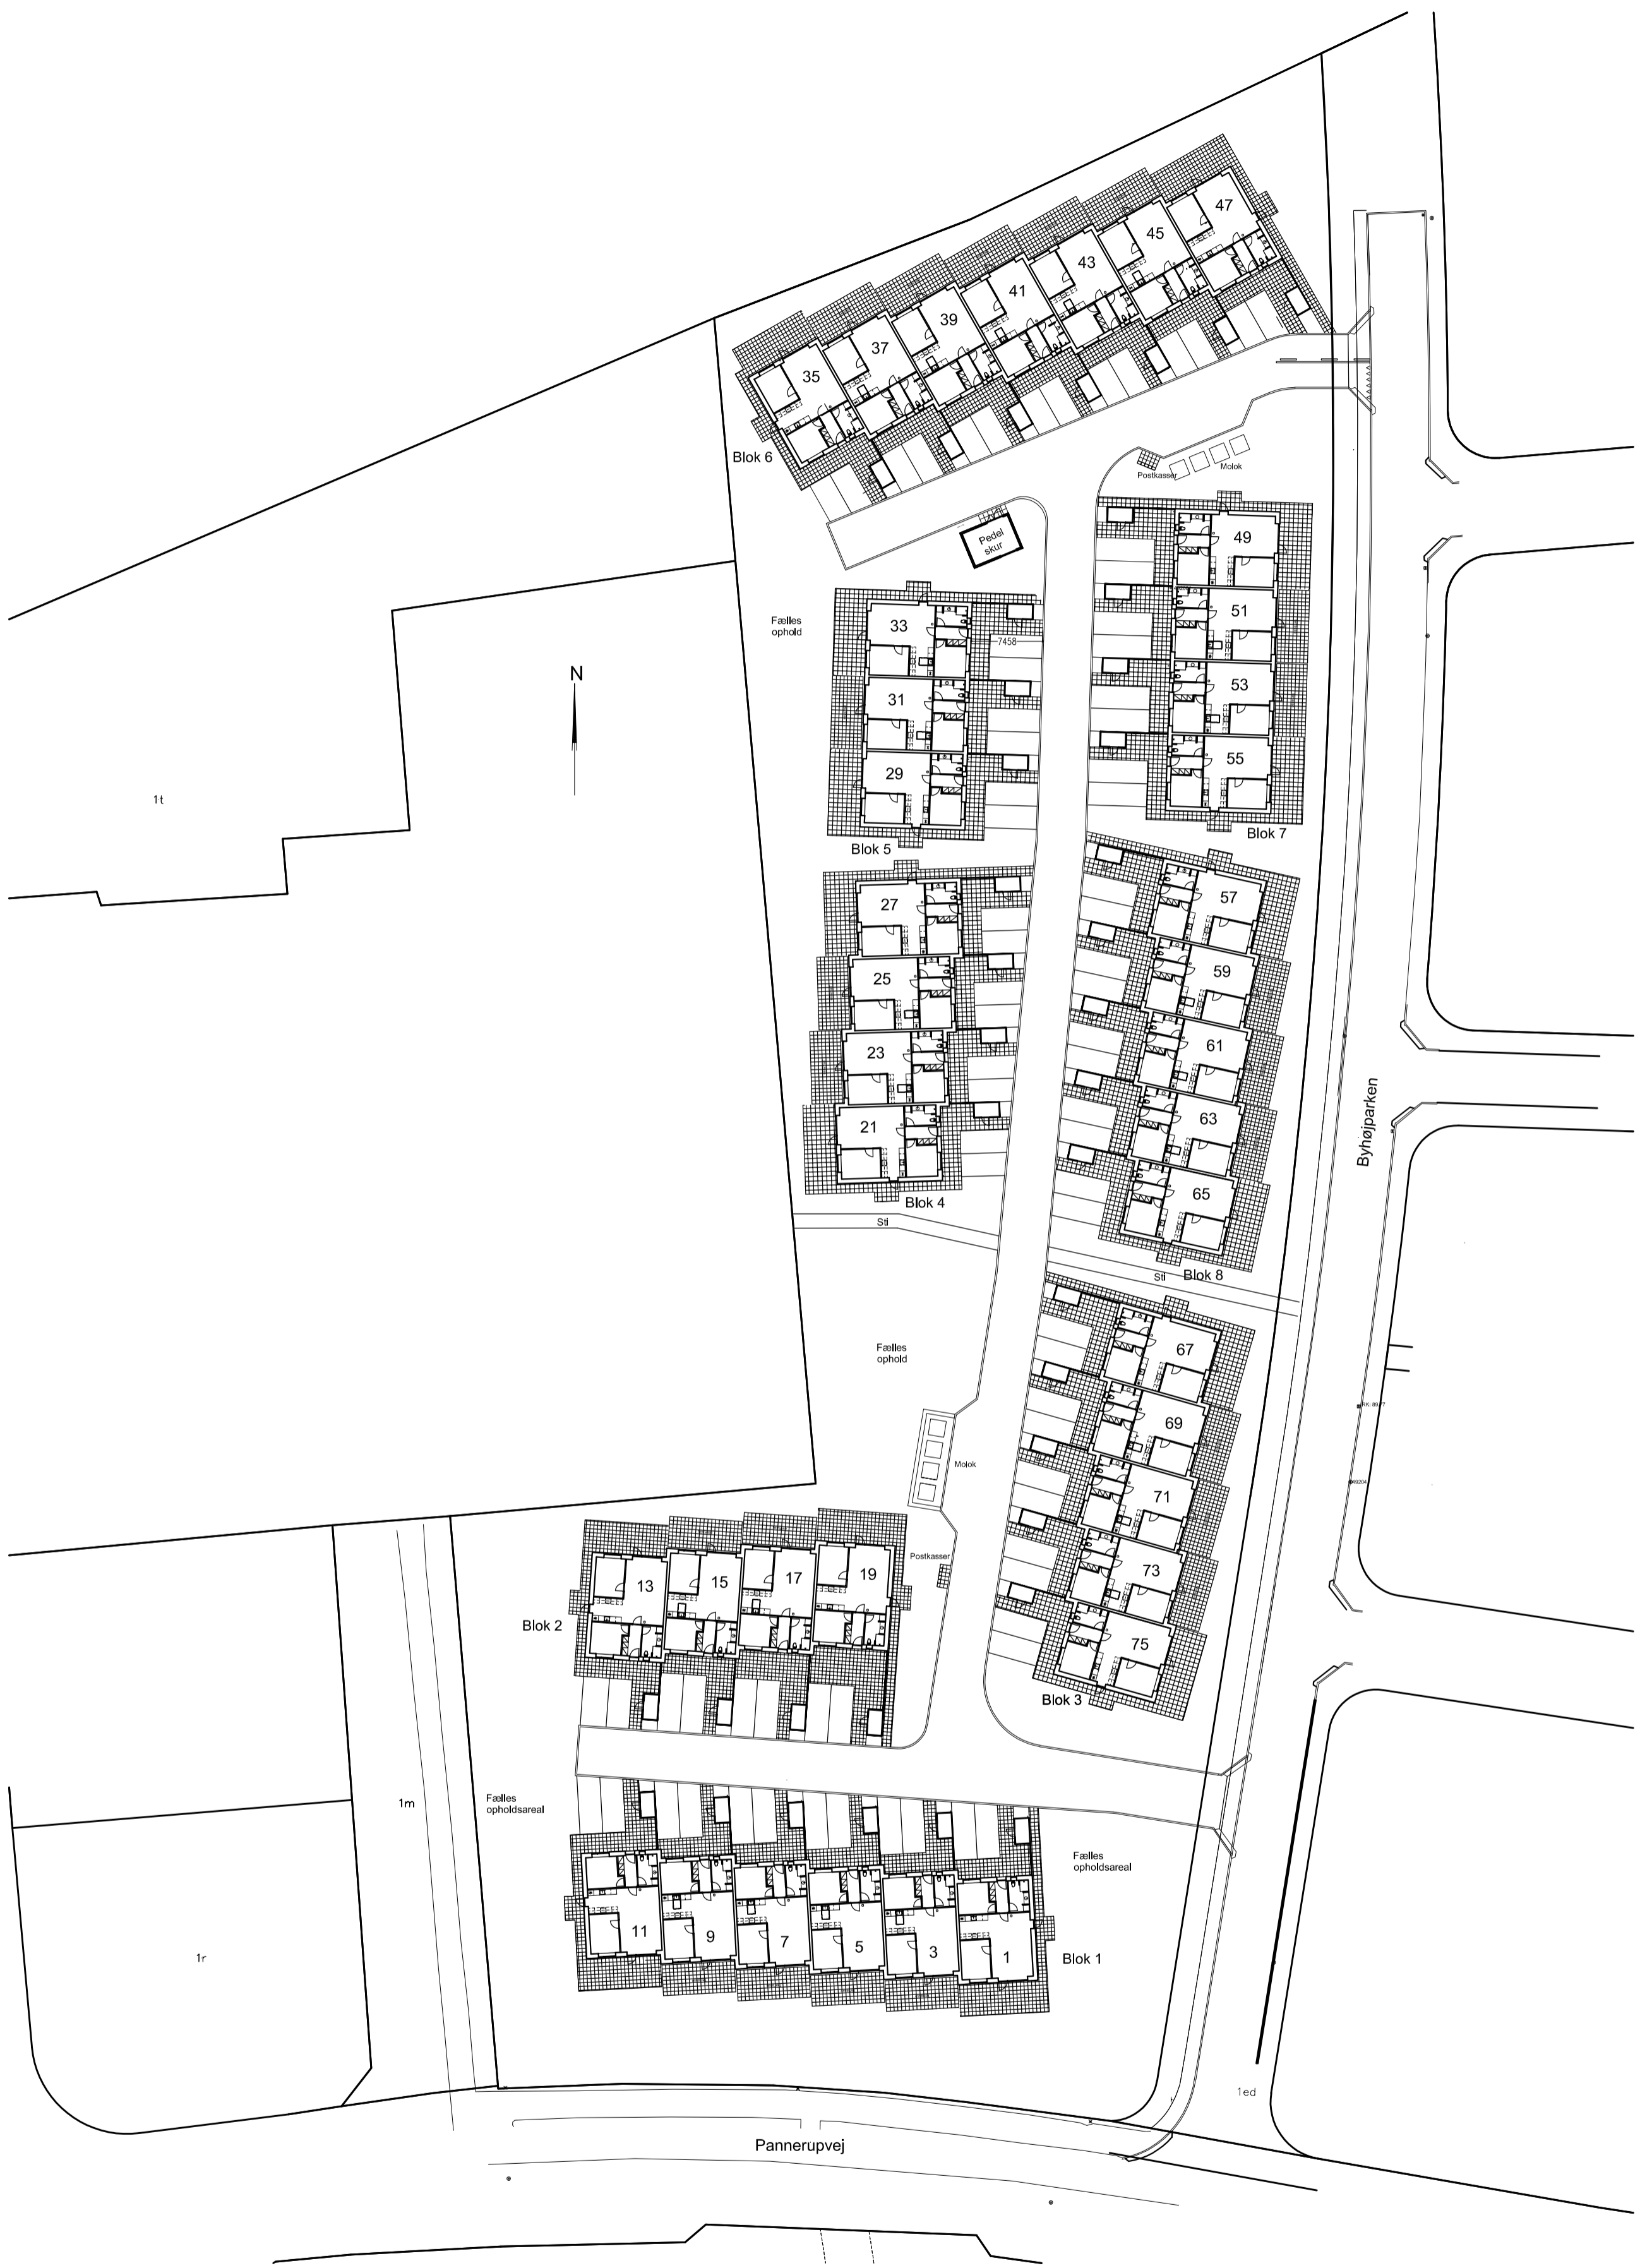 47
45
43
41
39
37
35
Blok 6
Postkasser
Molok
Pedel
skur
49
51
53
55
Blok 7
Fælles
ophold
33
7458
31
29
Blok 5
N
1t
27
25
23
21
Blok 4
Sti
57
59
61
63
65
Blok 8
Sti
Byhøjparken
Fælles
ophold
67
69
71
73
75
Blok 3
Molok
Postkasser
13
15
17
19
Blok 2
1m
Fælles
opholdsareal
Fælles
opholdsareal
11
9
7
5
3
1
Blok 1
1r
1ed
Pannerupvej